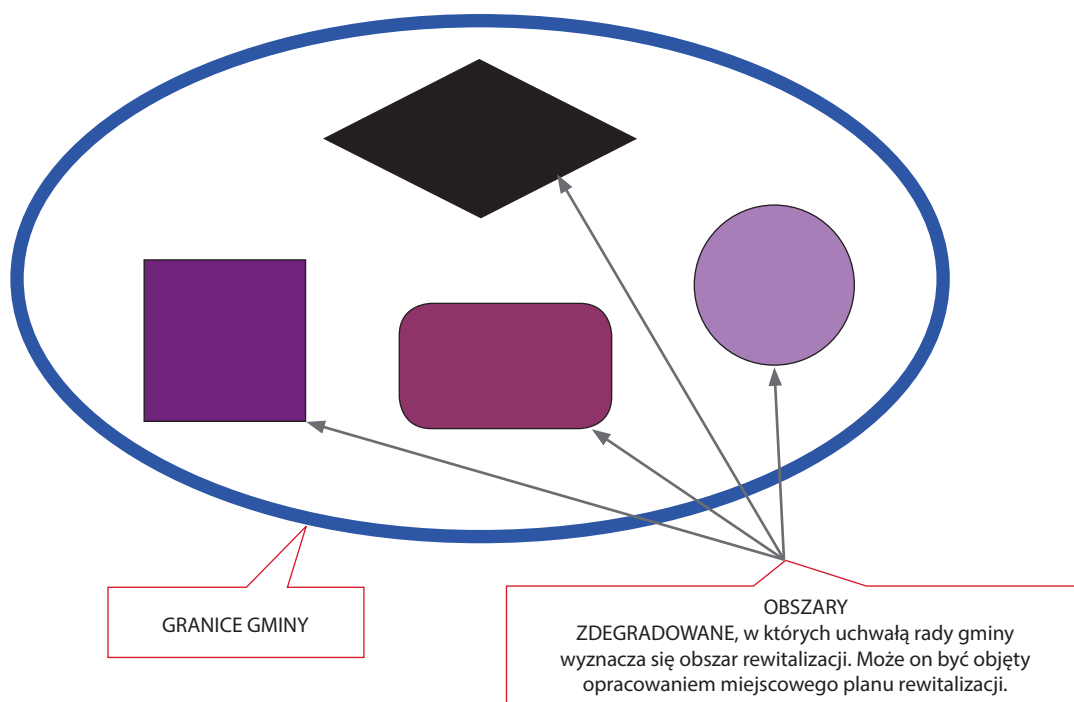 GRANICE GMINY
OBSZARY
ZDEGRADOWANE, w których uchwałą rady gminy
wyznacza się obszar rewitalizacji. Może on być objęty
opracowaniem miejscowego planu rewitalizacji.